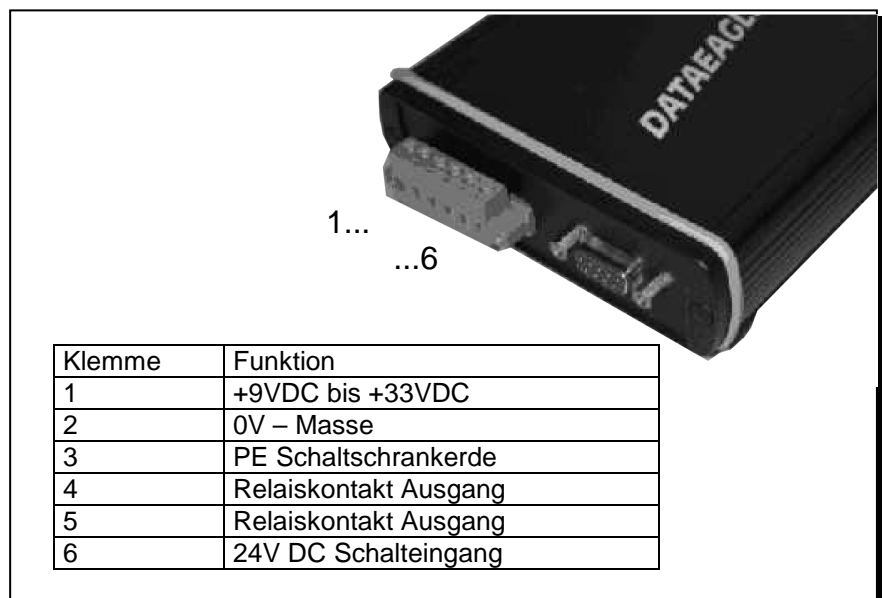 DATAEAGLE
1...
...6
Klemme Funktion
1 +9VDC bis +33VDC
2 0V – Masse
3 PE Schaltschrankerde
4 Relaiskontakt Ausgang
5 Relaiskontakt Ausgang
6 24V DC Schalteingang